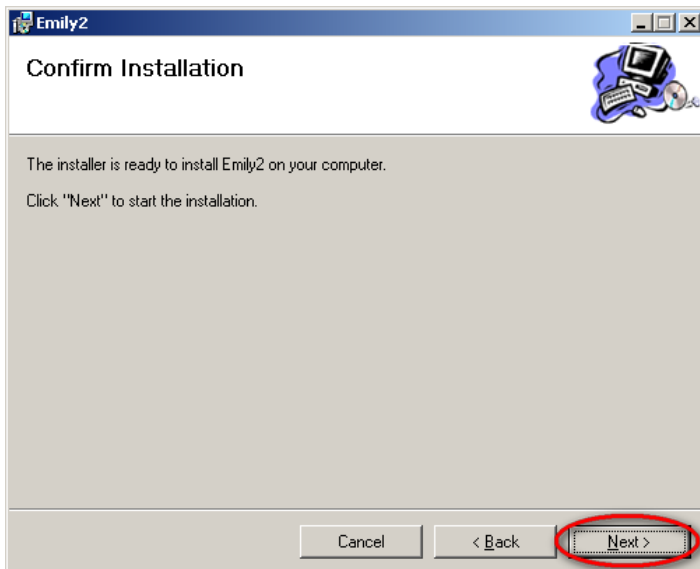 Emily2
Confirm Installation
The installer is ready to install Emily2 on your computer.
Click "Next" to start the installation.
Cancel
< Back
Next >